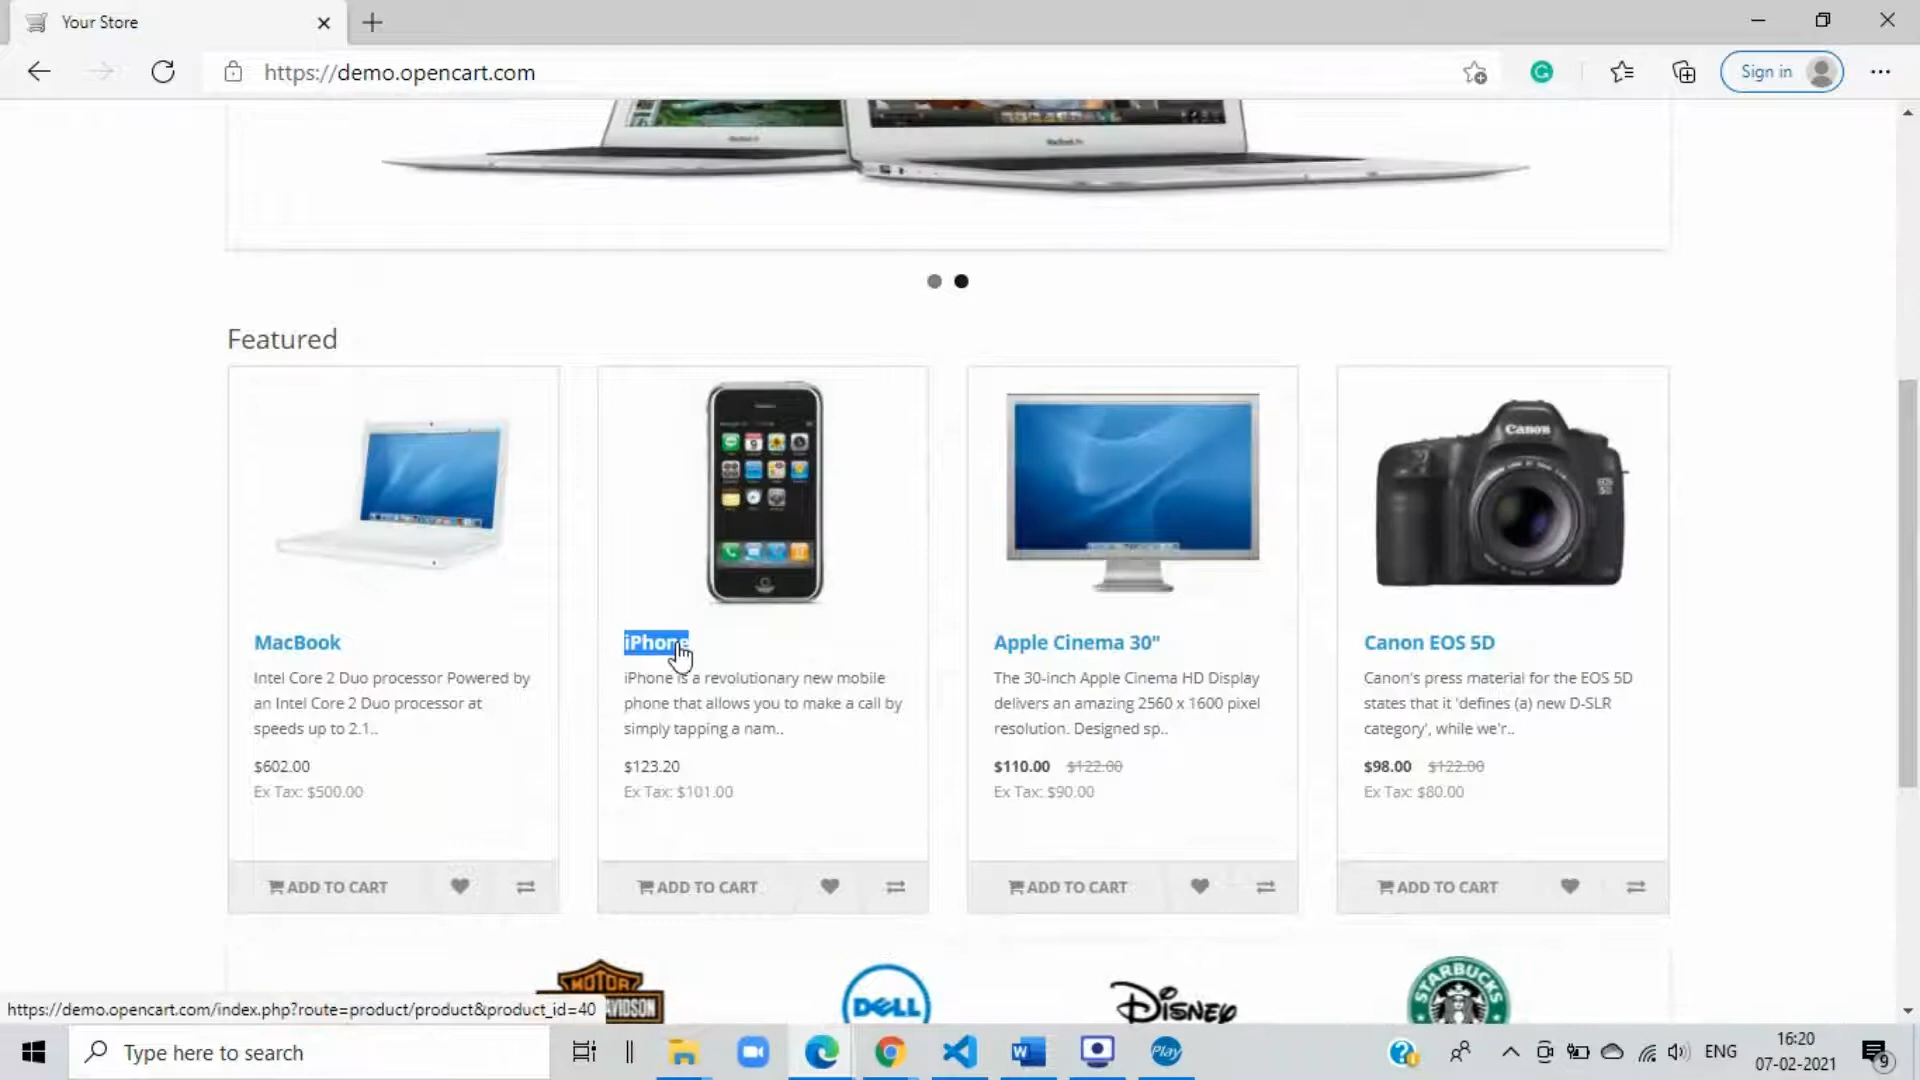 Your Store
https://demo.opencart.com
Sign in
Featured
Canon
MacBook
Intel Core 2 Duo processor Powered by
an Intel Core 2 Duo processor at
speeds up to 2.1..
$602.00
Ex Tax: $500.00
ADD TO CART
iPhone
iPhone is a revolutionary new mobile
phone that allows you to make a call by
simply tapping a nam..
$123.20
Ex Tax: $101.00
ADD TO CART
Apple Cinema 30"
The 30-inch Apple Cinema HD Display
delivers an amazing 2560 x 1600 pixel
resolution. Designed sp..
$110.00 $122.00
Ex Tax: $90.00
ADD TO CART
Canon EOS 5D
Canon's press material for the EOS 5D
states that it 'defines (a) new D-SLR
category', while we'r..
$98.00 $122.00
Ex Tax: $80.00
ADD TO CART
MOTOR
DELL
DISNEY
STARBUCKS
https://demo.opencart.com/index.php?route=product/product&product_id=40
Type here to search
Play
ENG
16:20
07-02-2021
9